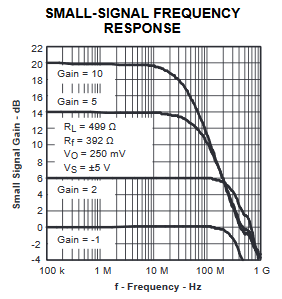 SMALL-SIGNAL FREQUENCY
RESPONSE
Small Signal Gain - dB
22
20
18
16
14
12
10
8
6
4
2
0
-2
-4
Gain = 10
Gain = 5
RL = 499 Ω
Rf = 392 Ω
VO = 250 mV
VS = ±5 V
Gain = 2
Gain = -1
100 k
1 M
10 M
100 M
1 G
f - Frequency - Hz